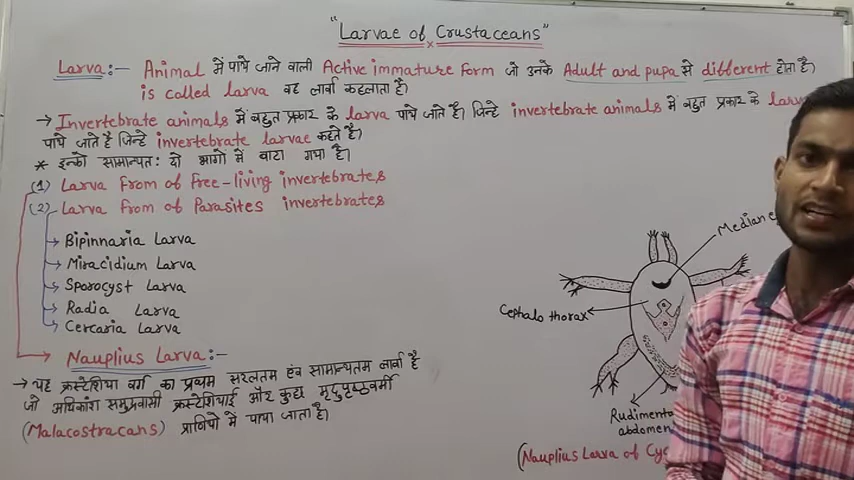 "Larvae of Crustaceans"
Larva:- Animal में पाये जाने वाली Active immature Form जो उनके Adult and pupa से different होता है
is called larva वह लार्वा कहलाता है।
→ Invertebrate animals में बहुत प्रकार के larva पाये जाते है। जिन्हे invertebrate animals में बहुत प्रकार के
पाये जाते है जिन्हे invertebrate larvae कहते है।
* इनको सामान्यतः दो भागो में बाटा गया है।
(1) Larva From of Free-living invertebrates
(2) Larva From of Parasites invertebrates
→ Bipinnaria Larva
→ Miracidium Larva
→ Sporocyst Larva
→ Radia Larva
→ Cercaria Larva
Nauplius Larva:-
→ यह क्रस्टेशिया वर्ग का प्रथम सरलतम एंव सामान्यतम लार्वा है
जो अधिकांश समुद्रवासी क्रस्टेशियाई और कुछ मृदुपृष्ठवर्मी
(Malacostracans) प्राणियो में पाया जाता है।
Median
Cephalo thorax
abdomen
(Nauplius Larva of